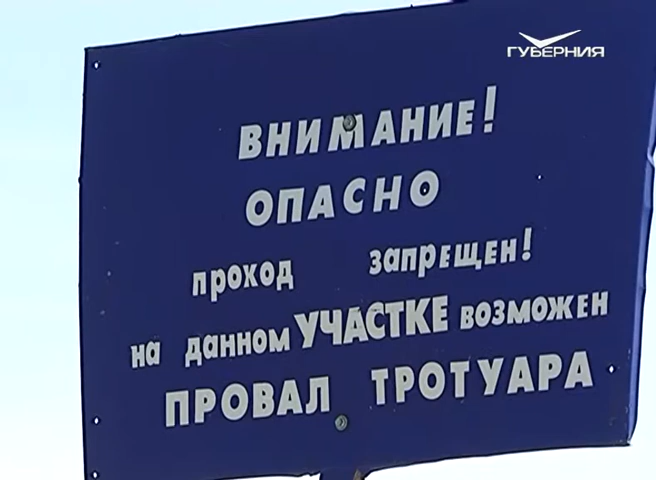 ГУБЕРНИЯ
ВНИМАНИЕ!
ОПАСНО
проход запрещен!
на данном УЧАСТКЕ возможен
ПРОВАЛ ТРОТУАРА